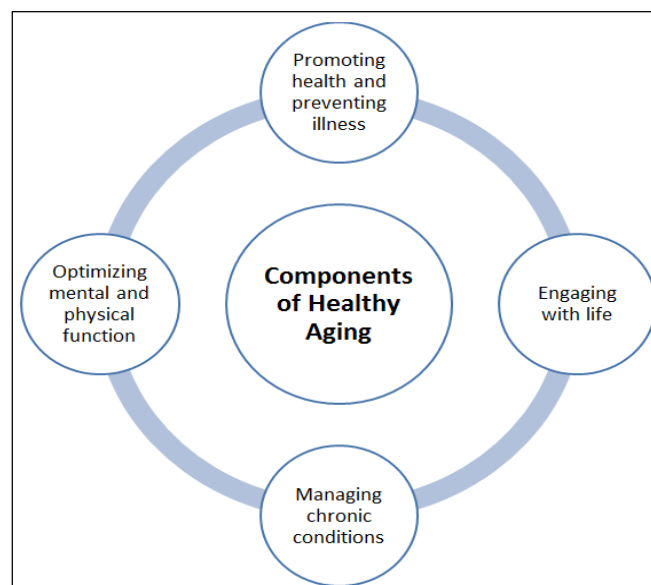 Promoting
health and
preventing
illness
Optimizing
mental and
physical
function
Components
of Healthy
Aging
Engaging
with life
Managing
chronic
conditions